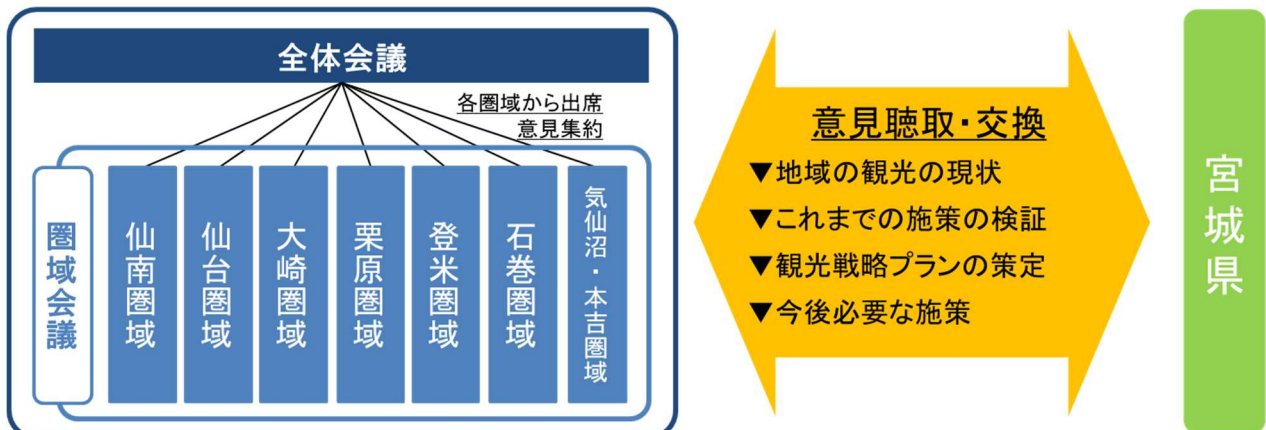 全体会議
各圏域から出席
意見集約
圏域会議
仙南圏域
仙台圏域
大崎圏域
栗原圏域
登米圏域
石巻圏域
気仙沼・本吉圏域
意見聴取・交換
▼地域の観光の現状
▼これまでの施策の検証
▼観光戦略プランの策定
▼今後必要な施策
宮城県